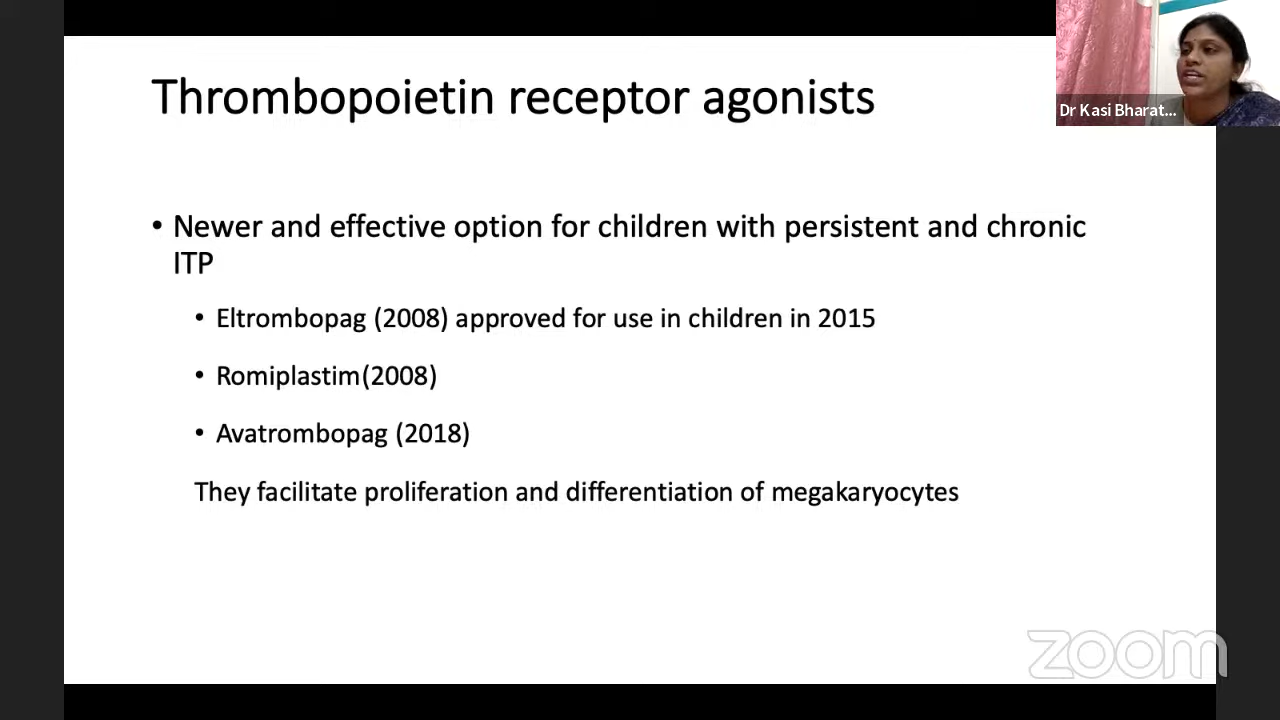 Thrombopoietin receptor agonists
Dr Kasi Bharat...
• Newer and effective option for children with persistent and chronic
ITP
• Eltrombopag (2008) approved for use in children in 2015
• Romiplastim(2008)
• Avatrombopag (2018)
They facilitate proliferation and differentiation of megakaryocytes
zoom